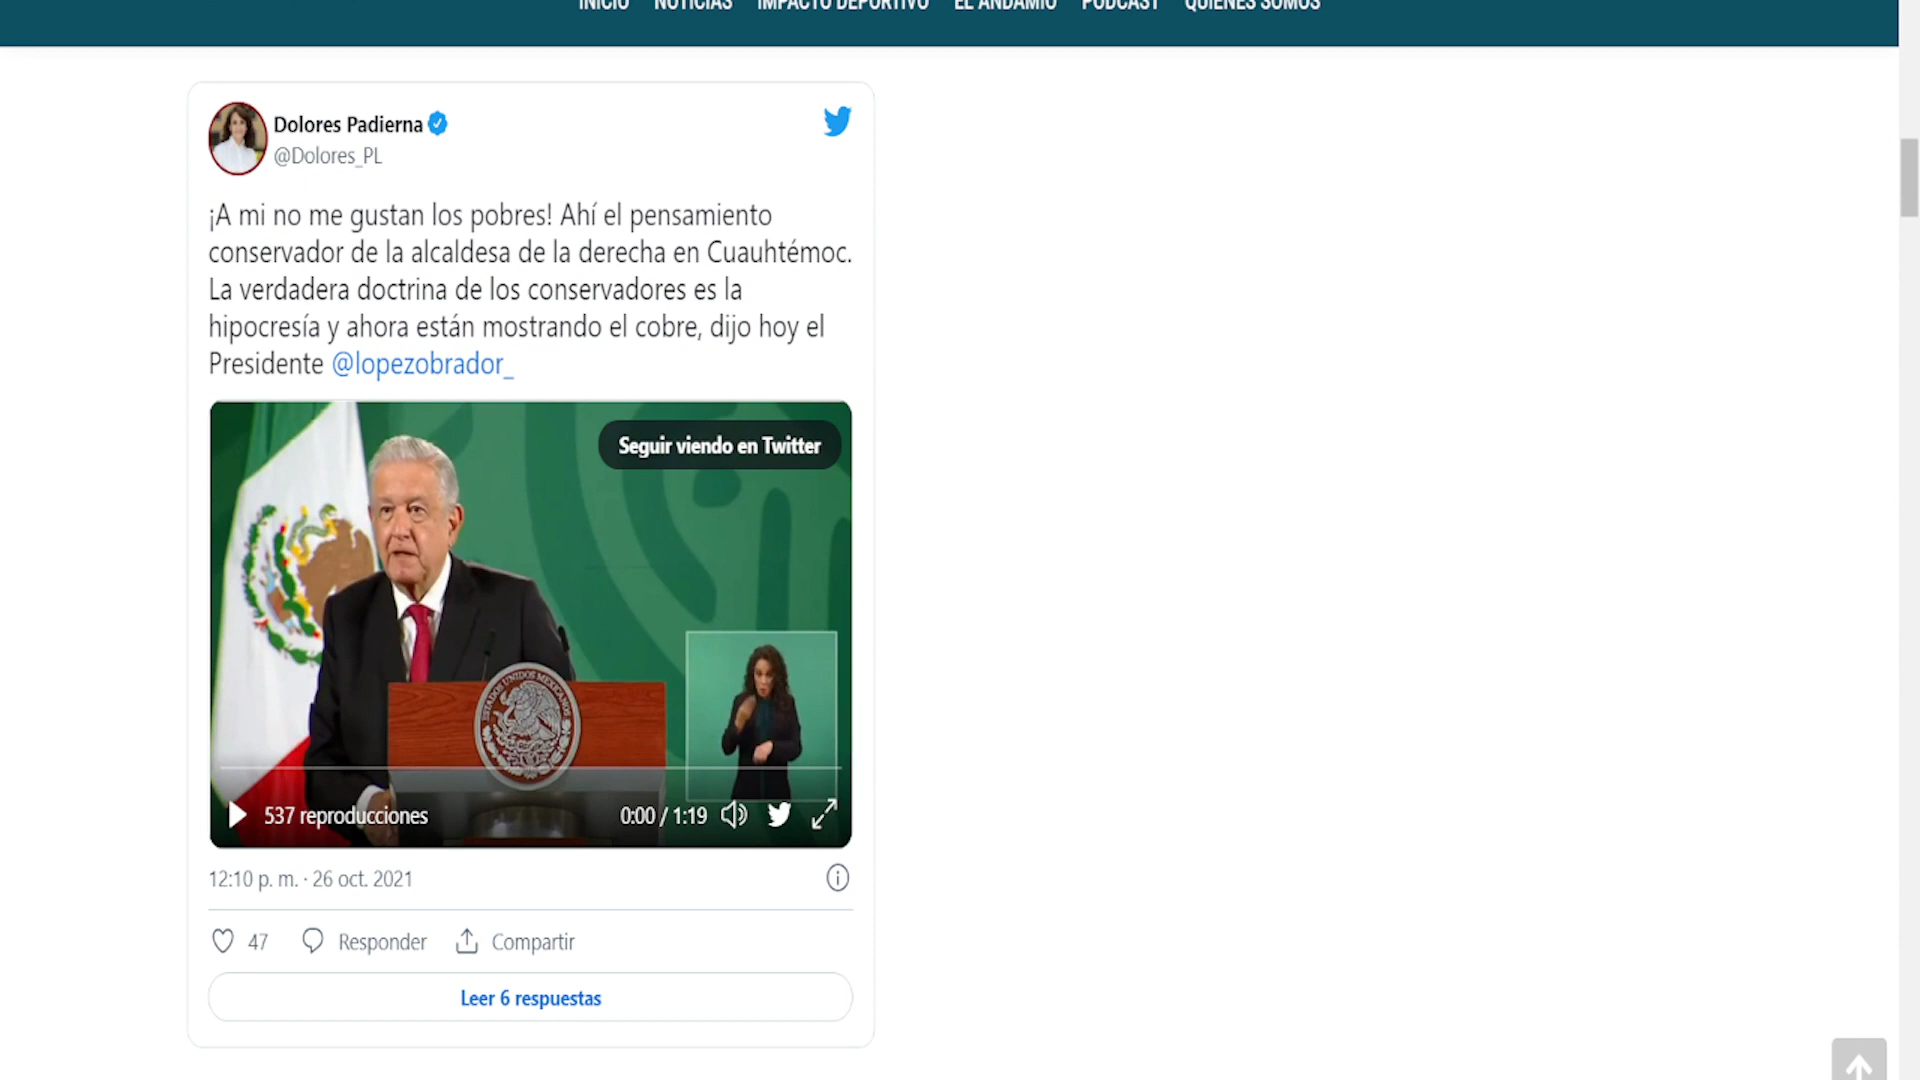 INICIO NOTICIAS IMPACTO DEPORTIVO EL ANDAMIO PODCAST QUIENES SOMOS
Dolores Padierna
@Dolores_PL
¡A mi no me gustan los pobres! Ahí el pensamiento
conservador de la alcaldesa de la derecha en Cuauhtémoc.
La verdadera doctrina de los conservadores es la
hipocresía y ahora están mostrando el cobre, dijo hoy el
Presidente @lopezobrador_
Seguir viendo en Twitter
ESTADOS UNIDOS MEXICANOS
537 reproducciones 0:00 / 1:19
12:10 p. m. · 26 oct. 2021
47 Responder Compartir
Leer 6 respuestas